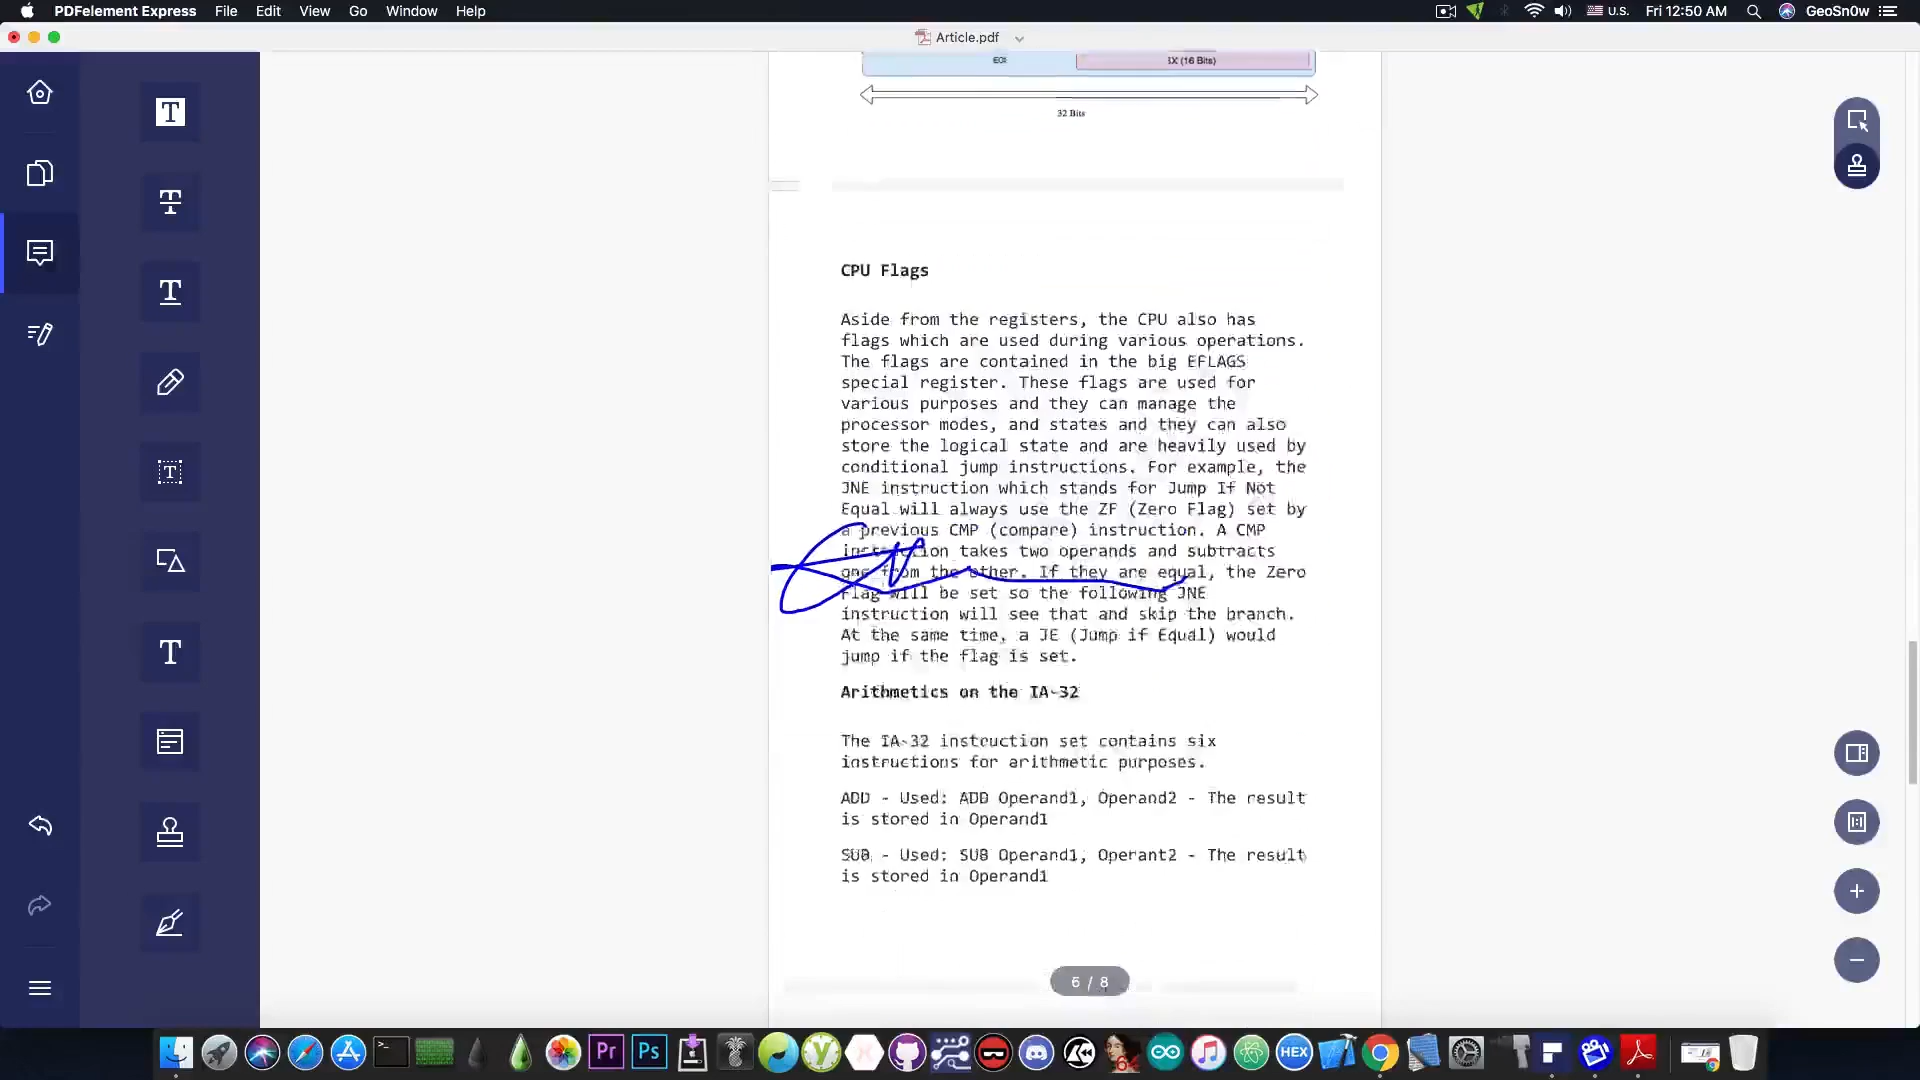 PDFelement Express File Edit View Go Window Help
U.S. Fri 12:50 AM GeoSn0w
Article.pdf
(16 Bits)
32 Bits
CPU Flags
Aside from the registers, the CPU also has
flags which are used during various operations.
The flags are contained in the big EFLAGS
special register. These flags are used for
various purposes and they can manage the
processor modes, and states and they can also
store the logical state and are heavily used by
conditional jump instructions. For example, the
JNE instruction which stands for Jump If Not
Equal will always use the ZF (Zero Flag) set by
a previous CMP (compare) instruction. A CMP
instruction takes two operands and subtracts
one from the other. If they are equal, the Zero
Flag will be set so the following JNE
instruction will see that and skip the branch.
At the same time, a JE (Jump if Equal) would
jump if the flag is set.
Arithmetics on the IA-32
The IA-32 instruction set contains six
instructions for arithmetic purposes.
ADD - Used: ADD Operand1, Operand2 - The result
is stored in Operand1
SUB - Used: SUB Operand1, Operant2 - The result
is stored in Operand1
6 / 8
Pr Ps HEX